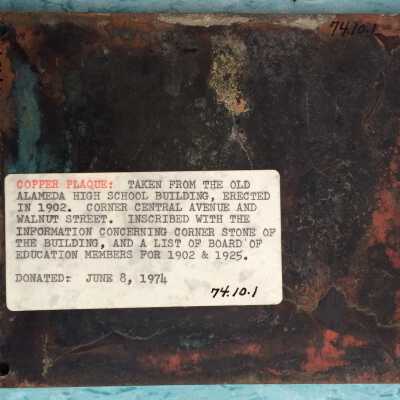 74.10.1
COPPER PLAQUE: TAKEN FROM THE OLD
ALAMEDA HIGH SCHOOL BUILDING, ERECTED
IN 1902. CORNER CENTRAL AVENUE AND
WALNUT STREET. INSCRIBED WITH THE
INFORMATION CONCERNING CORNER STONE OF
THE BUILDING, AND A LIST OF BOARD OF
EDUCATION MEMBERS FOR 1902 & 1925.
DONATED: JUNE 8, 1974
74.10.1